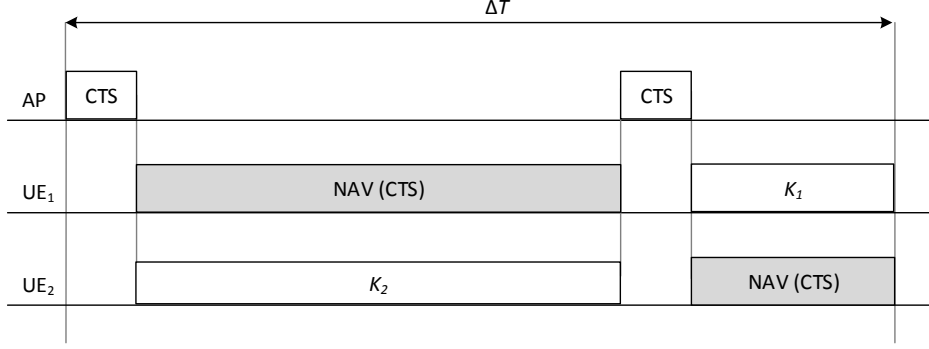 ΔT
AP CTS CTS
UE₁ NAV (CTS) K₁
UE₂ K₂ NAV (CTS)